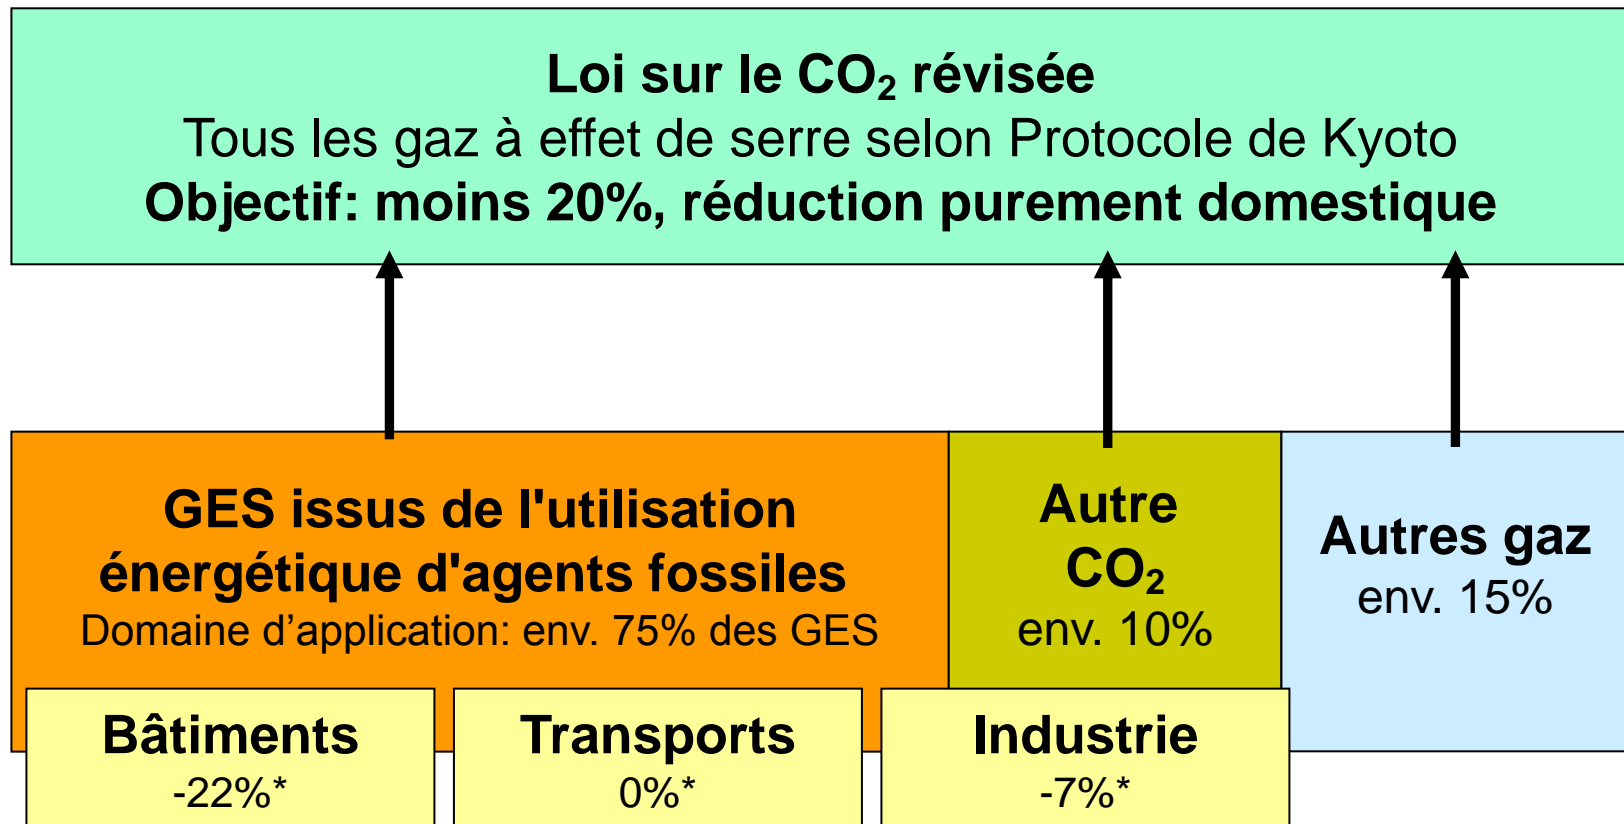 Loi sur le CO₂ révisée
Tous les gaz à effet de serre selon Protocole de Kyoto
Objectif: moins 20%, réduction purement domestique
GES issus de l'utilisation
énergétique d'agents fossiles
Domaine d’application: env. 75% des GES
Autre
CO₂
env. 10%
Autres gaz
env. 15%
Bâtiments
-22%*
Transports
0%*
Industrie
-7%*